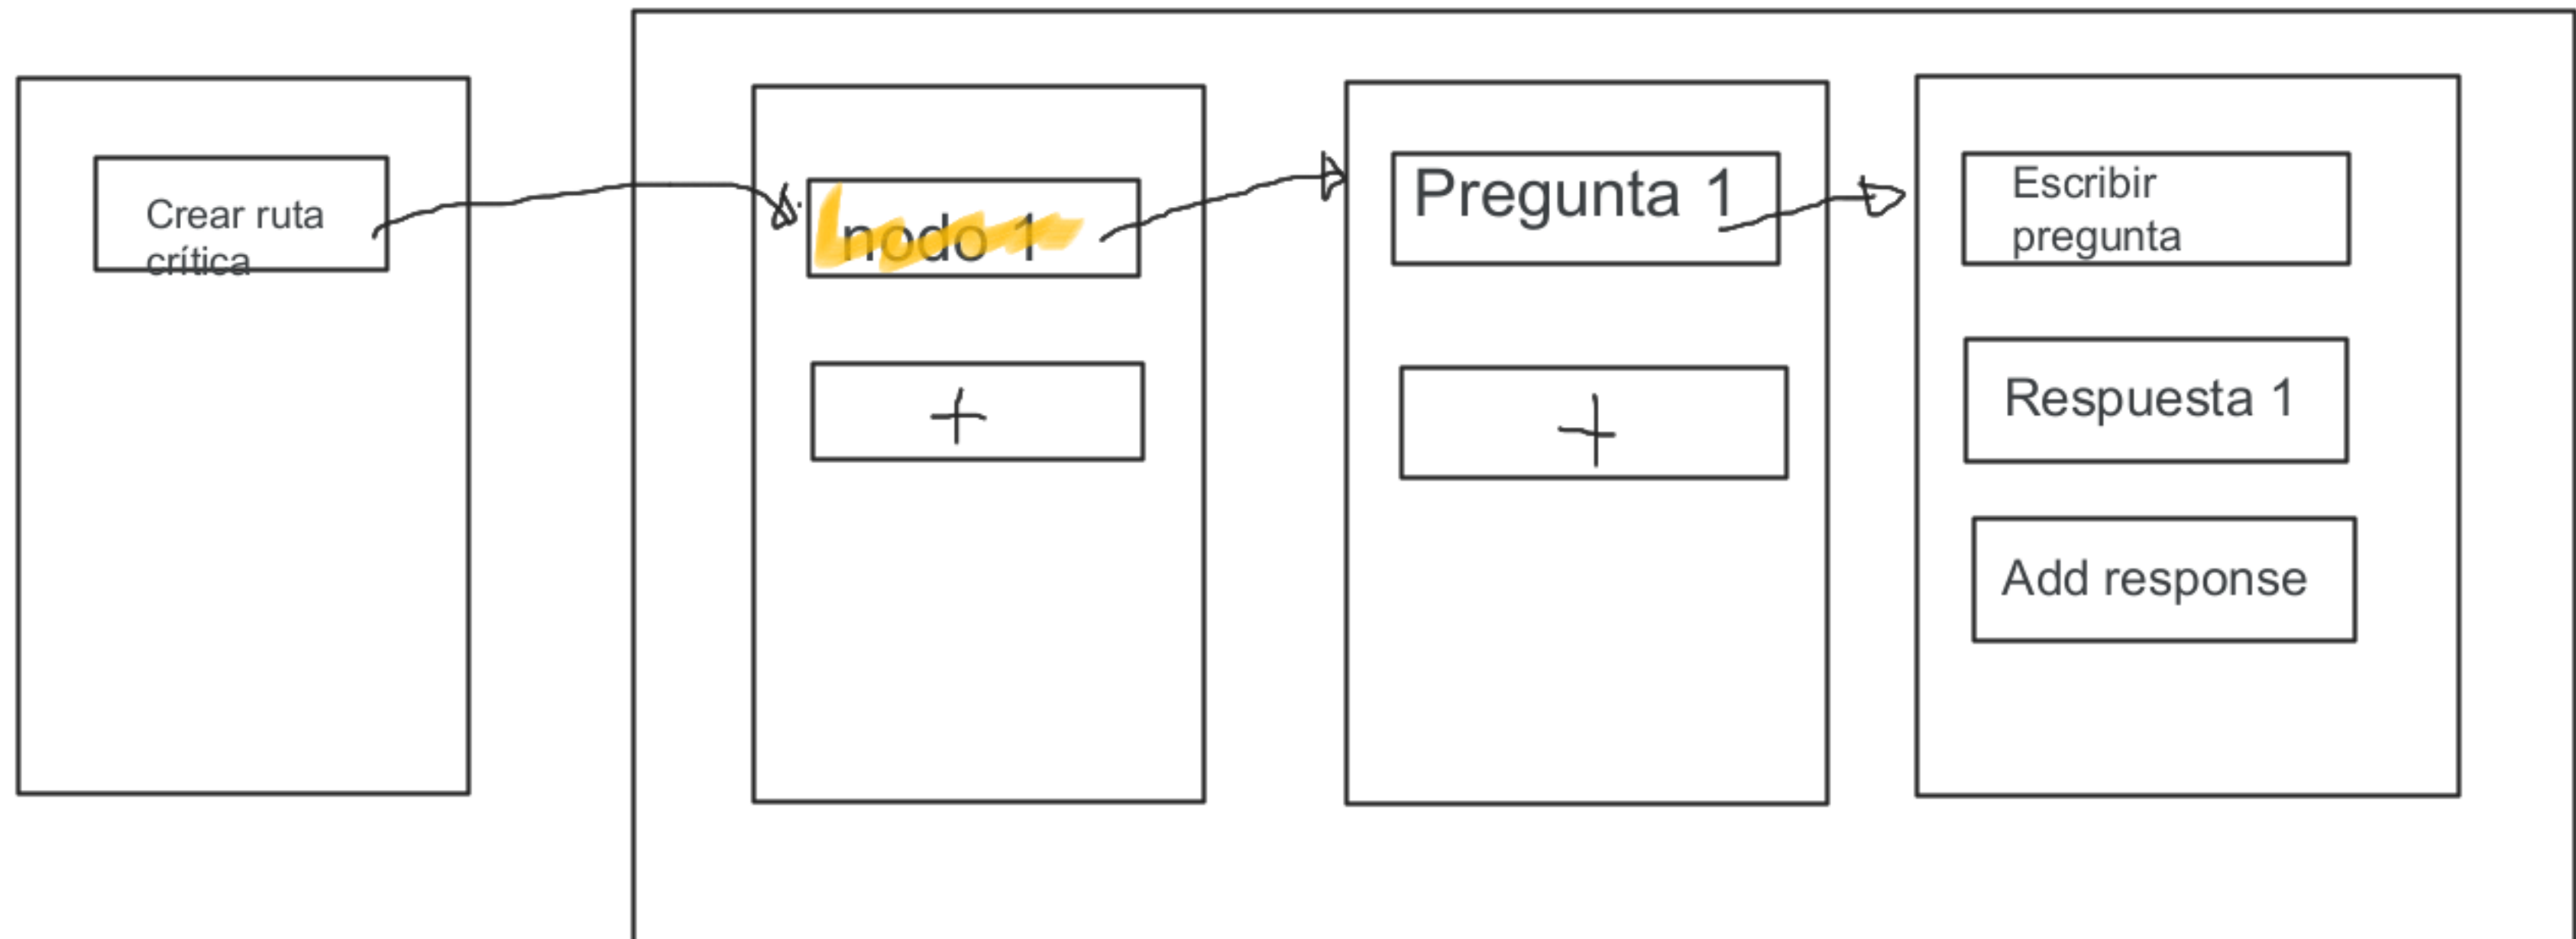 Crear ruta
crítica
nodo 1
+
Pregunta 1
+
Escribir
pregunta
Respuesta 1
Add response